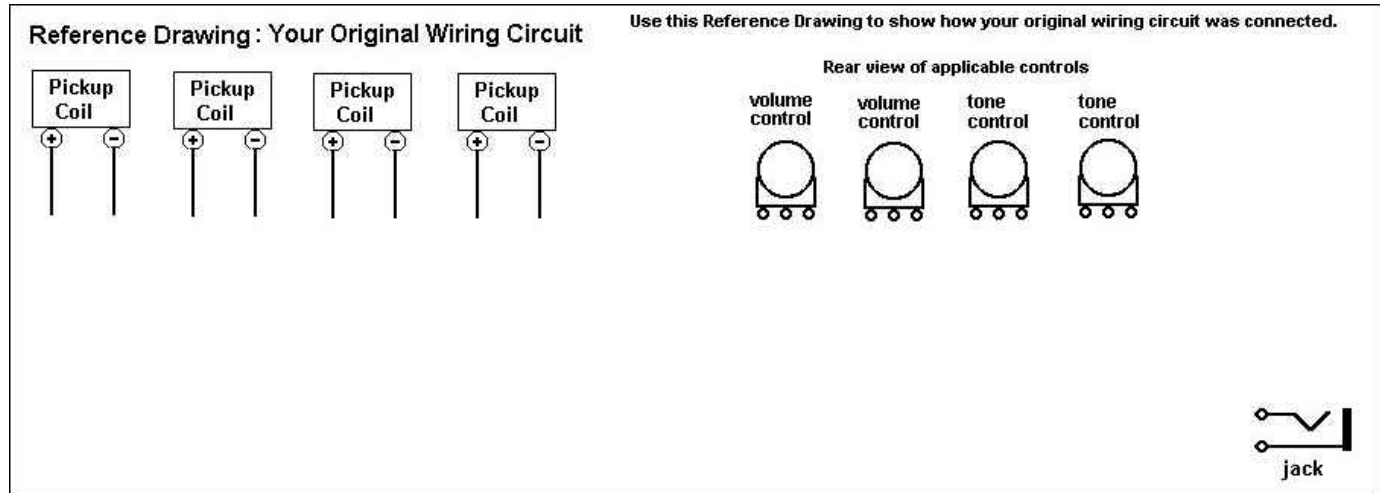 Reference Drawing: Your Original Wiring Circuit
Use this Reference Drawing to show how your original wiring circuit was connected.
Pickup
Coil
+ -
Pickup
Coil
+ -
Pickup
Coil
+ -
Pickup
Coil
+ -
Rear view of applicable controls
volume
control
volume
control
tone
control
tone
control
jack